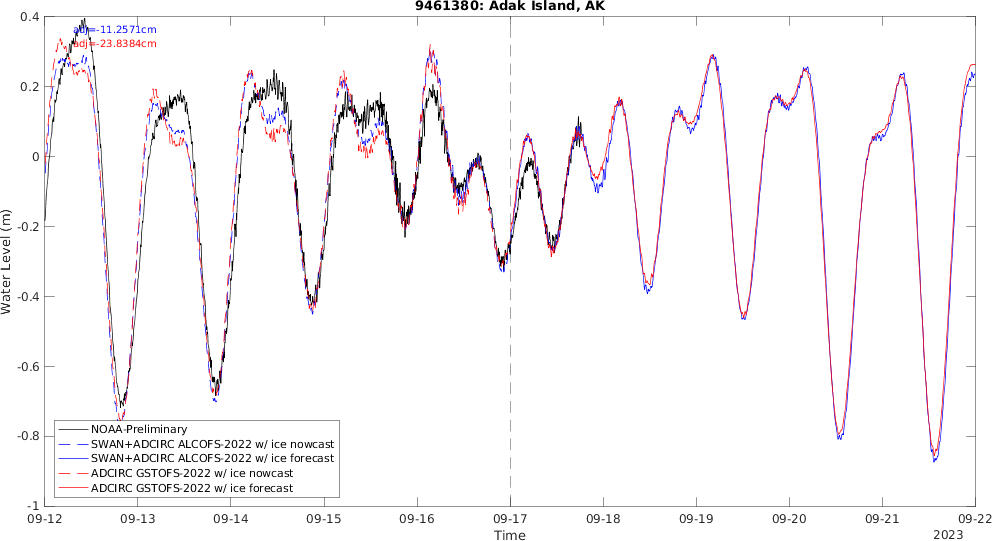 9461380: Adak Island, AK
adj=-11.2571cm
adj=-23.8384cm
Water Level (m)
0.4
0.2
0
-0.2
-0.4
-0.6
-0.8
-1
NOAA-Preliminary
SWAN+ADCIRC ALCOFS-2022 w/ ice nowcast
SWAN+ADCIRC ALCOFS-2022 w/ ice forecast
ADCIRC GSTOFS-2022 w/ ice nowcast
ADCIRC GSTOFS-2022 w/ ice forecast
09-12 09-13 09-14 09-15 09-16 09-17 09-18 09-19 09-20 09-21 09-22
Time
2023